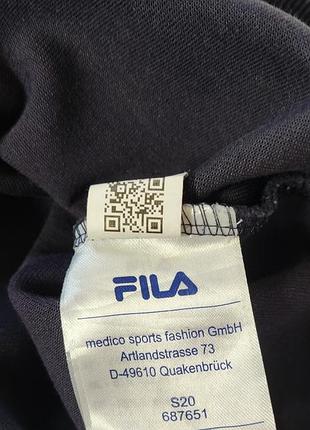 FILA
medico sports fashion GmbH
Artlandstrasse 73
D-49610 Quakenbrück
S20
687651